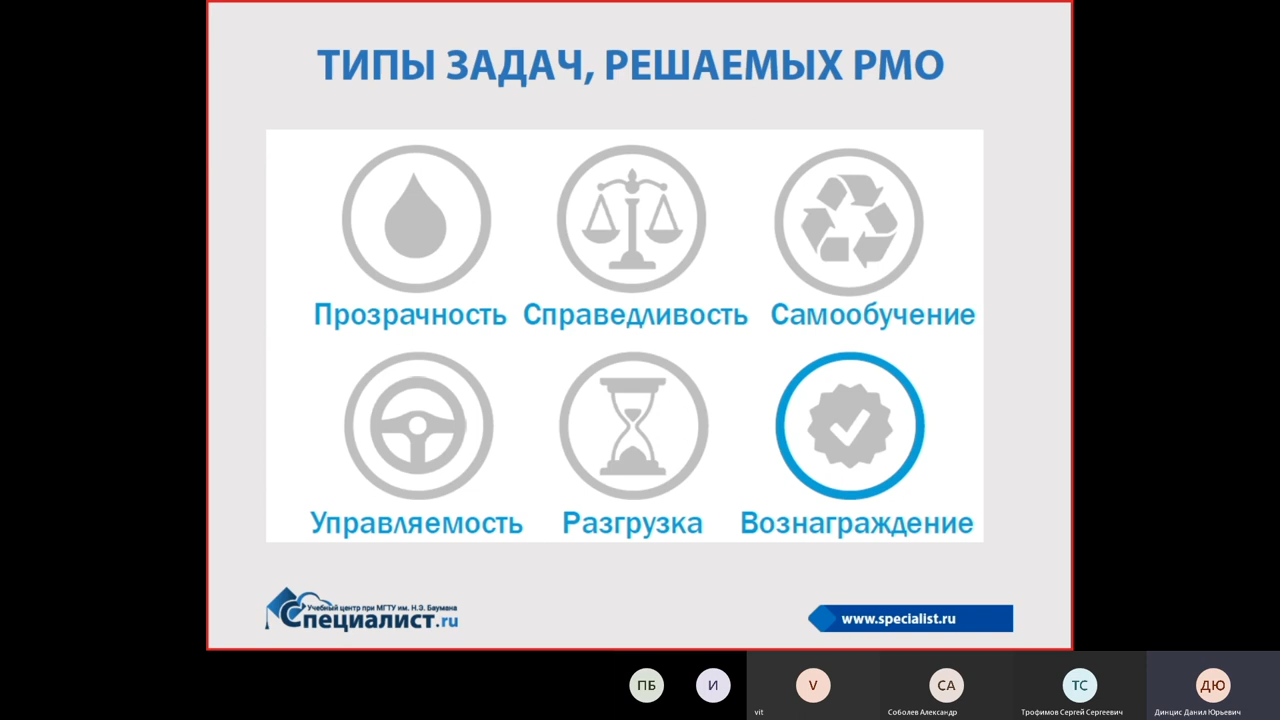 ТИПЫ ЗАДАЧ, РЕШАЕМЫХ PMO
Прозрачность Справедливость Самообучение
Управляемость Разгрузка Вознаграждение
Учебный центр при МГТУ им. Н.Э. Баумана
Специалист.ru
www.specialist.ru
ПБ И V СА ТС ДЮ
vit Соболев Александр Трофимов Сергей Сергеевич Динцис Данил Юрьевич